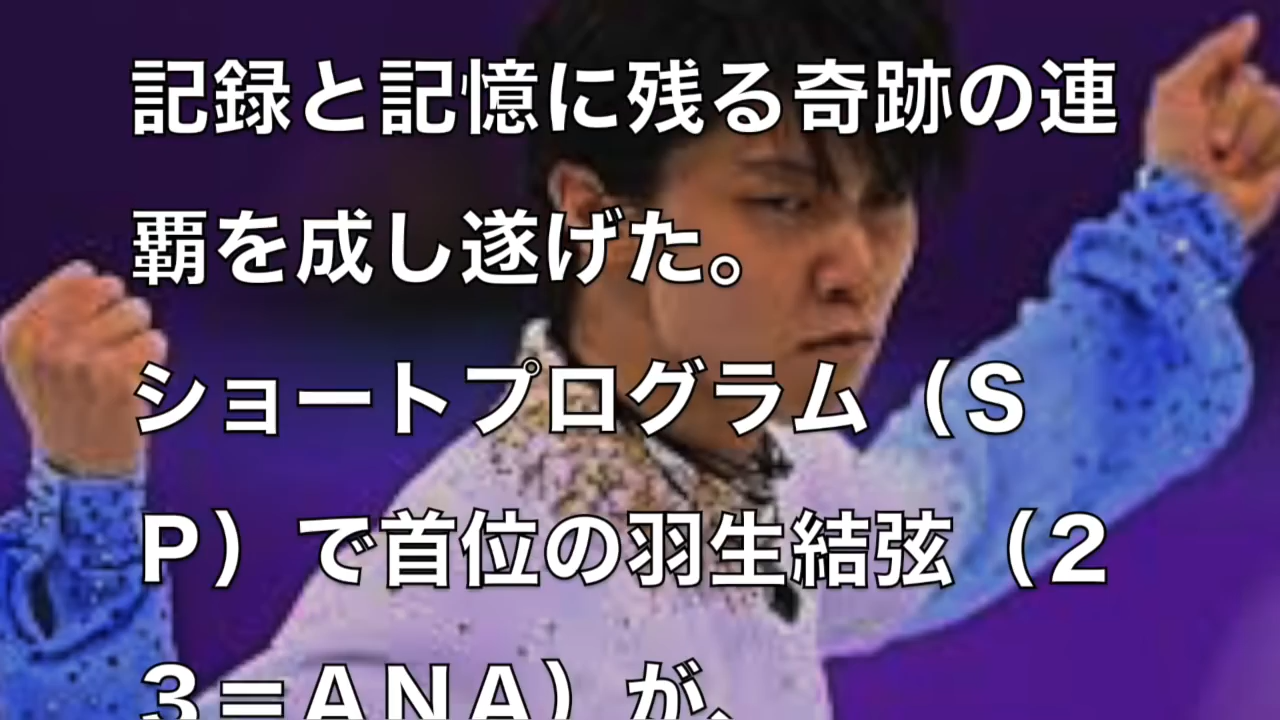 記録と記憶に残る奇跡の連
覇を成し遂げた。
ショートプログラム（Ｓ
Ｐ）で首位の羽生結弦（２
３＝ＡＮＡ）が、